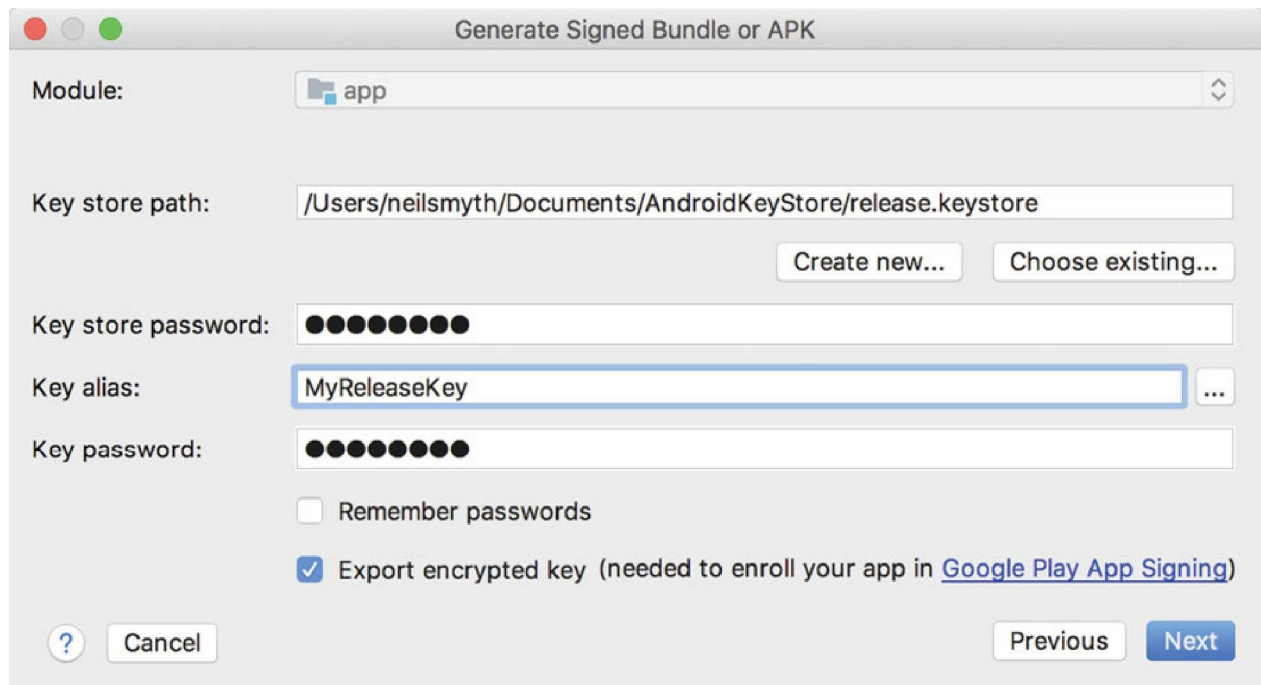 Generate Signed Bundle or APK
Module: app
Key store path: /Users/neilsmyth/Documents/AndroidKeyStore/release.keystore
Create new... Choose existing...
Key store password: ●●●●●●●●
Key alias: MyReleaseKey ...
Key password: ●●●●●●●●
Remember passwords
Export encrypted key (needed to enroll your app in Google Play App Signing)
? Cancel Previous Next